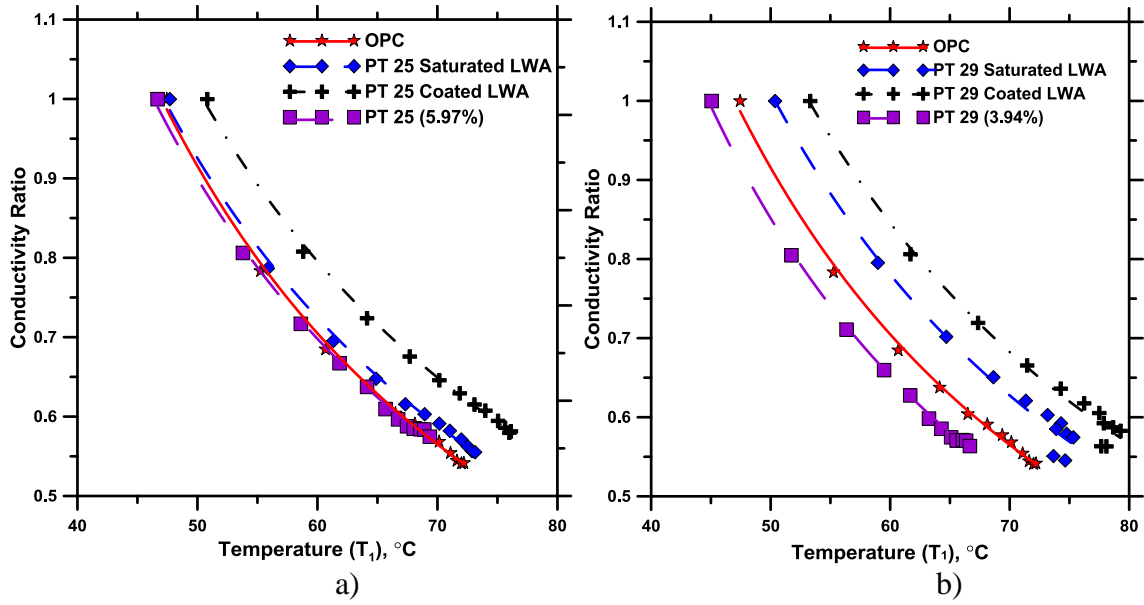 1.1
1
0.9
0.8
0.7
0.6
0.5
Conductivity Ratio
OPC
PT 25 Saturated LWA
PT 25 Coated LWA
PT 25 (5.97%)
40
50
60
70
80
Temperature (T1), °C
a)
1.1
1
0.9
0.8
0.7
0.6
0.5
Conductivity Ratio
OPC
PT 29 Saturated LWA
PT 29 Coated LWA
PT 29 (3.94%)
40
50
60
70
80
Temperature (T1), °C
b)